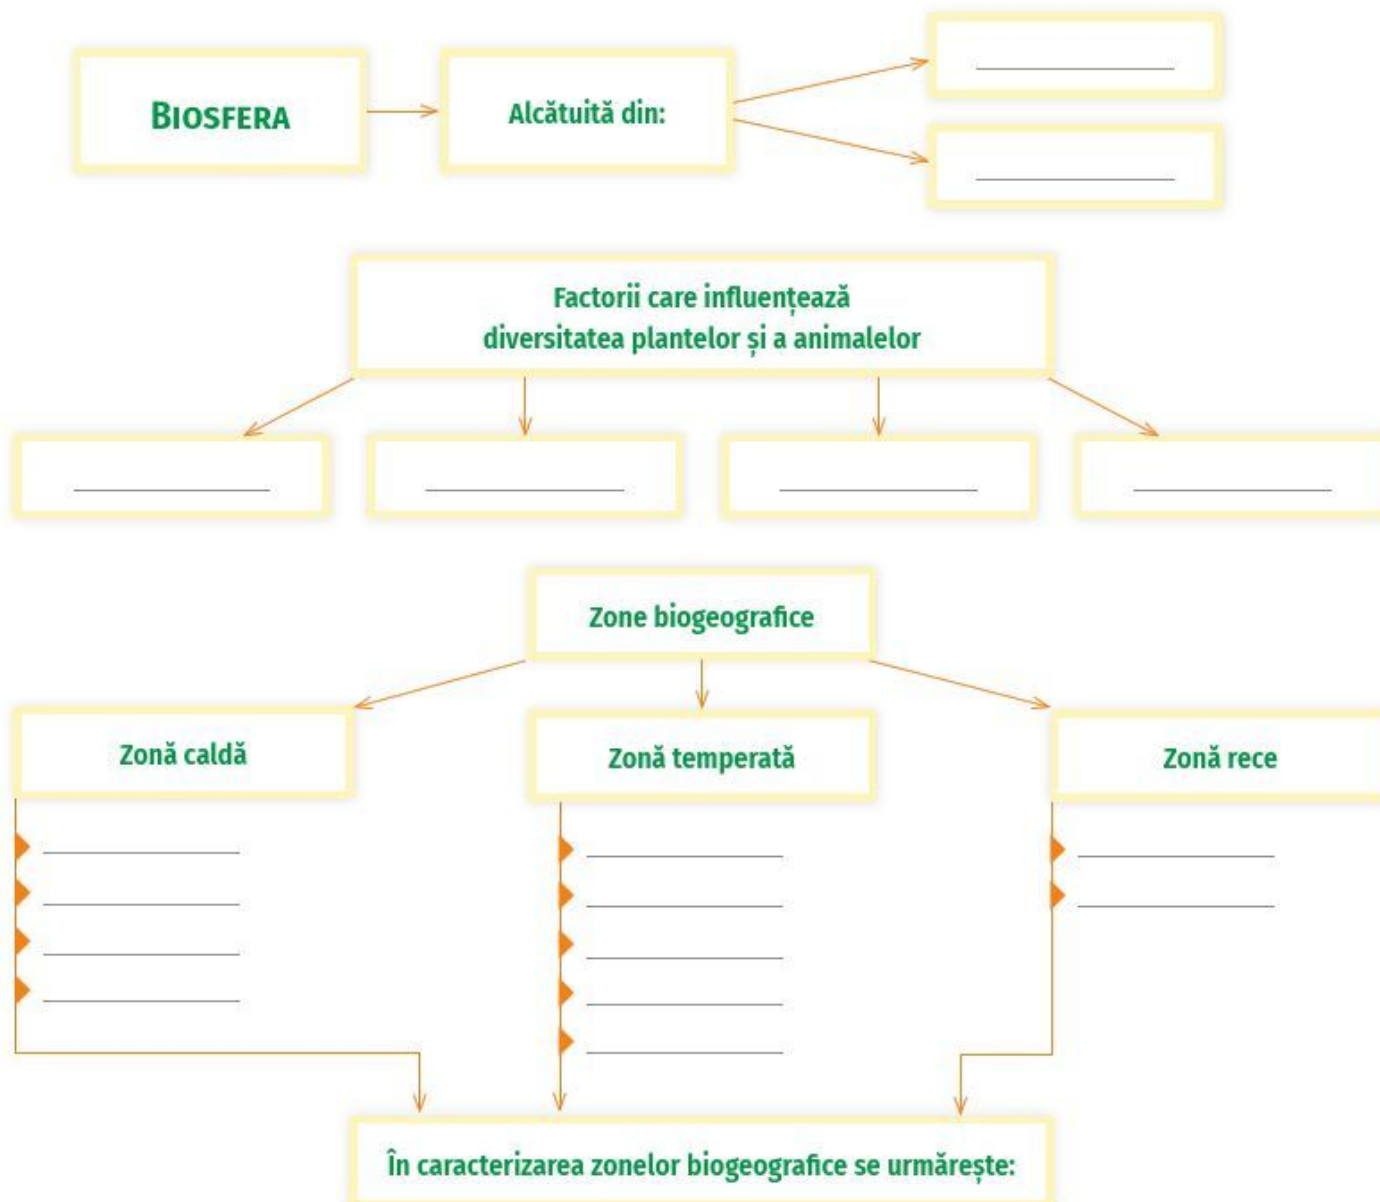 BIOSFERA
Alcătuită din:
Factorii care influențează
diversitatea plantelor și a animalelor
Zone biogeografice
Zonă caldă
Zonă temperată
Zonă rece
În caracterizarea zonelor biogeografice se urmărește: